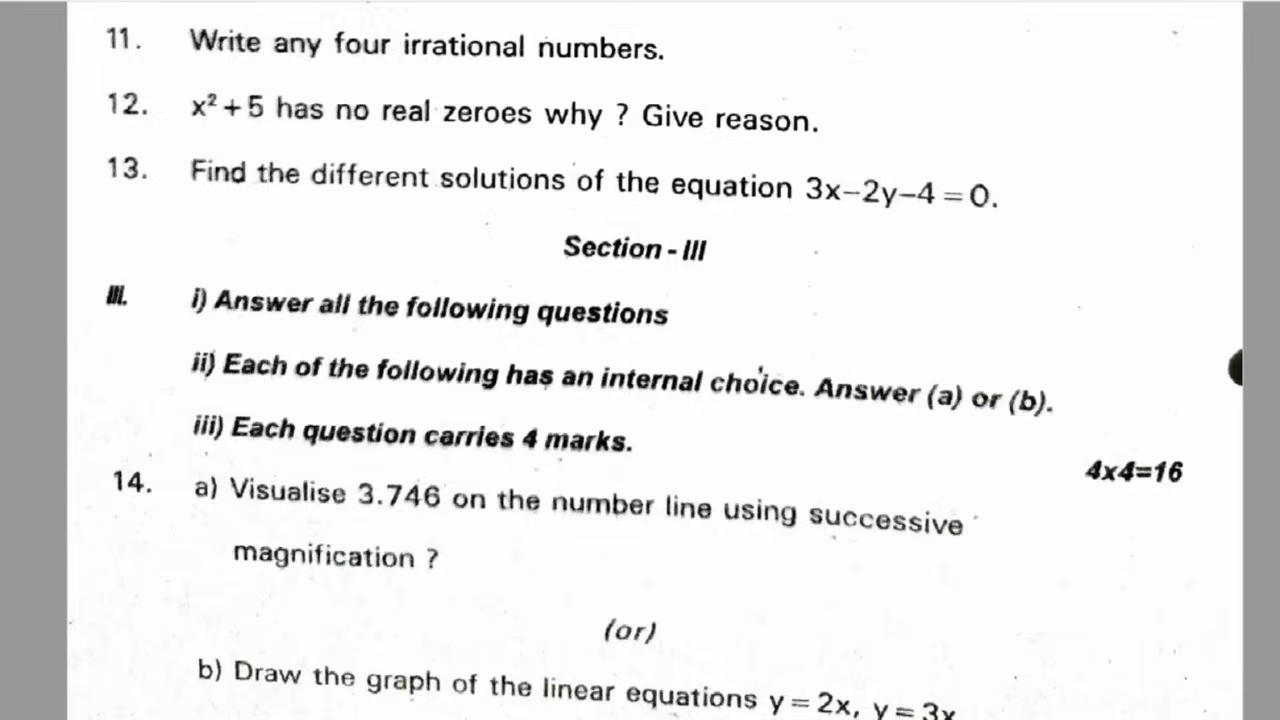 11. Write any four irrational numbers.
12. x² + 5 has no real zeroes why ? Give reason.
13. Find the different solutions of the equation 3x−2y−4 = 0.
Section - III
III. i) Answer all the following questions
ii) Each of the following has an internal choice. Answer (a) or (b).
iii) Each question carries 4 marks.
4x4=16
14. a) Visualise 3.746 on the number line using successive
magnification ?
(or)
b) Draw the graph of the linear equations y = 2x, y = 3x